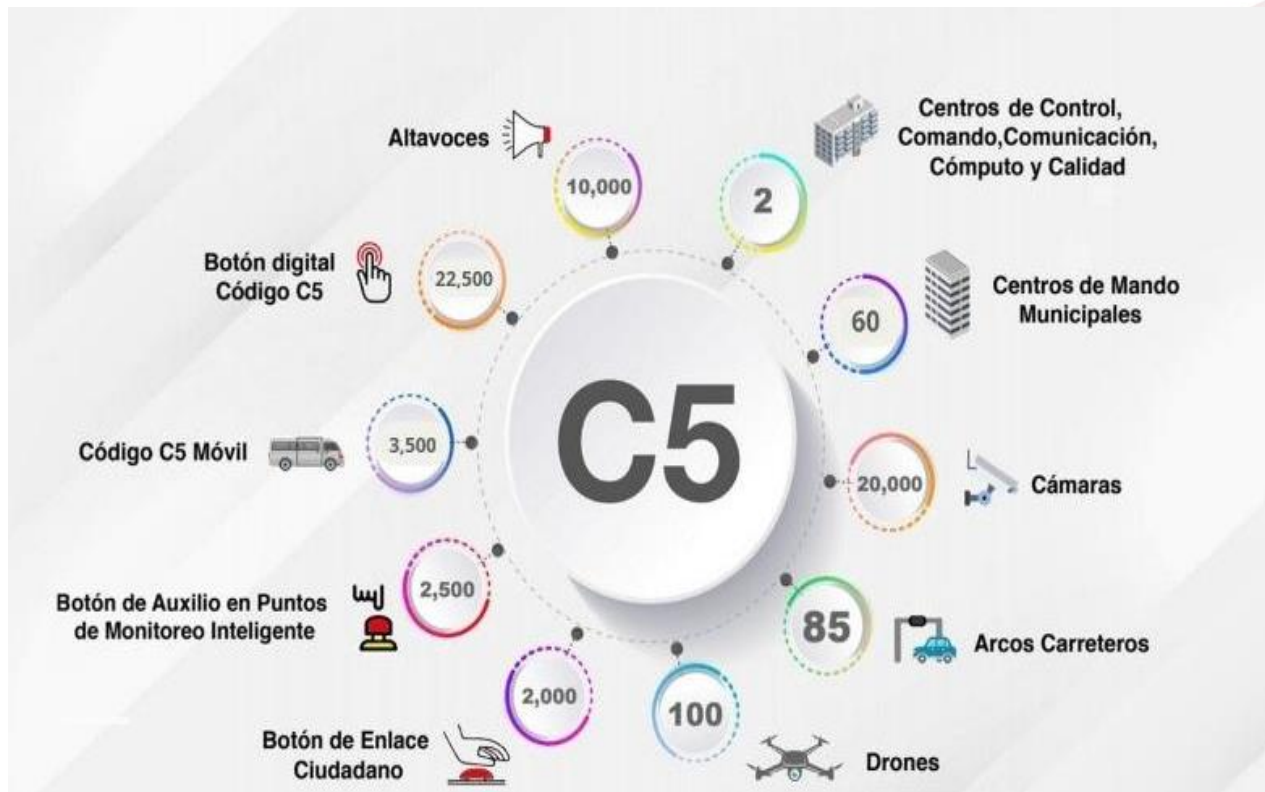 Altavoces
10,000
2
Centros de Control,
Comando,Comunicación,
Cómputo y Calidad
Botón digital
Código C5
22,500
60
Centros de Mando
Municipales
C5
Código C5 Móvil
3,500
20,000
Cámaras
Botón de Auxilio en Puntos
de Monitoreo Inteligente
2,500
85
Arcos Carreteros
Botón de Enlace
Ciudadano
2,000
100
Drones